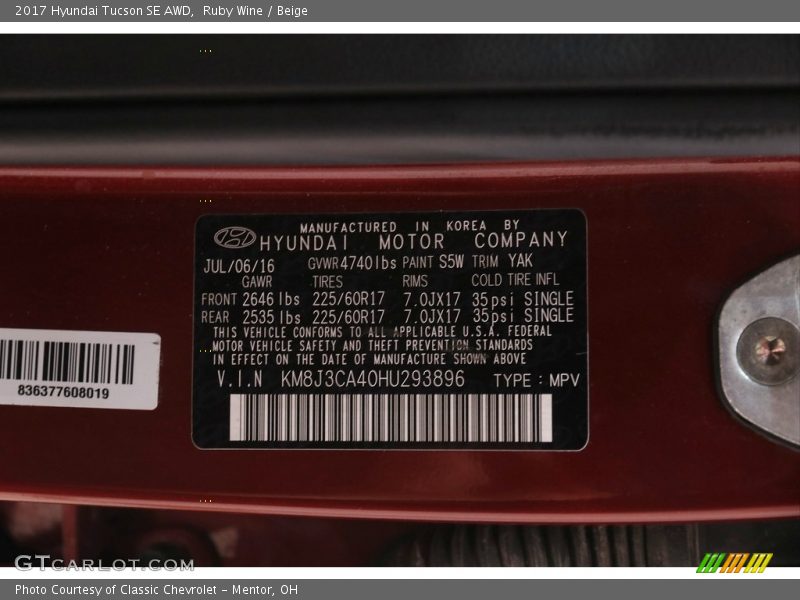 2017 Hyundai Tucson SE AWD, Ruby Wine / Beige
MANUFACTURED IN KOREA BY
HYUNDAI MOTOR COMPANY
JUL/06/16 GVWR 4740lbs PAINT S5W TRIM YAK
GAWR TIRES RIMS COLD TIRE INFL
FRONT 2646 lbs 225/60R17 7.0JX17 35psi SINGLE
REAR 2535 lbs 225/60R17 7.0JX17 35psi SINGLE
THIS VEHICLE CONFORMS TO ALL APPLICABLE U.S.A. FEDERAL
MOTOR VEHICLE SAFETY AND THEFT PREVENTION STANDARDS
IN EFFECT ON THE DATE OF MANUFACTURE SHOWN ABOVE
V.I.N KM8J3CA40HU293896 TYPE : MPV
836377608019
GTCARLOT.COM
Photo Courtesy of Classic Chevrolet - Mentor, OH